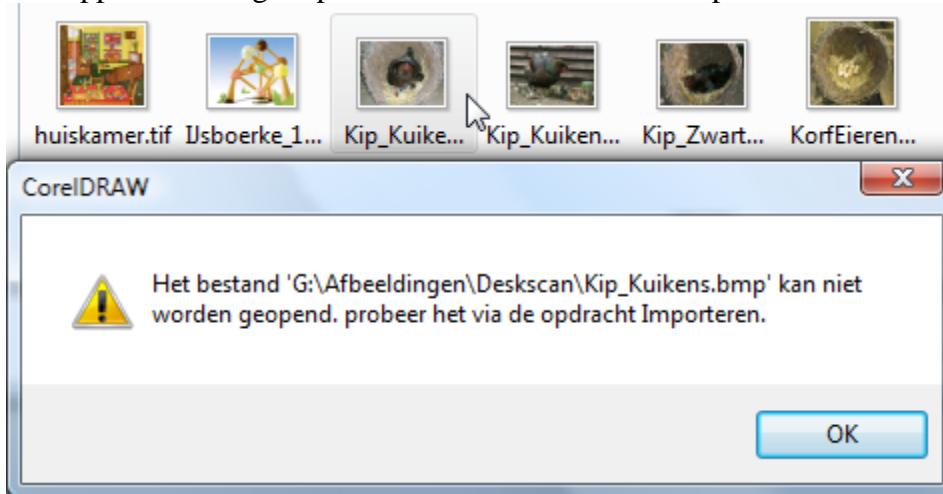 huiskamer.tif IJsboerke_1... Kip_Kuike... Kip_Kuiken... Kip_Zwart... KorfEieren...
CorelDRAW
Het bestand 'G:\Afbeeldingen\Deskscan\Kip_Kuikens.bmp' kan niet
worden geopend. probeer het via de opdracht Importeren.
OK